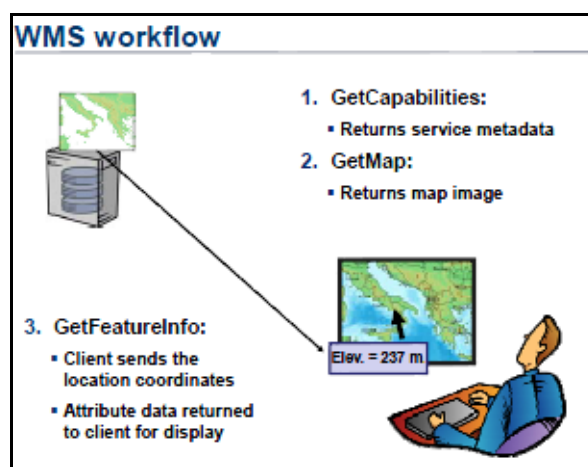 WMS workflow
1. GetCapabilities:
▪ Returns service metadata
2. GetMap:
▪ Returns map image
3. GetFeatureInfo:
▪ Client sends the
location coordinates
▪ Attribute data returned
to client for display
Elev. = 237 m